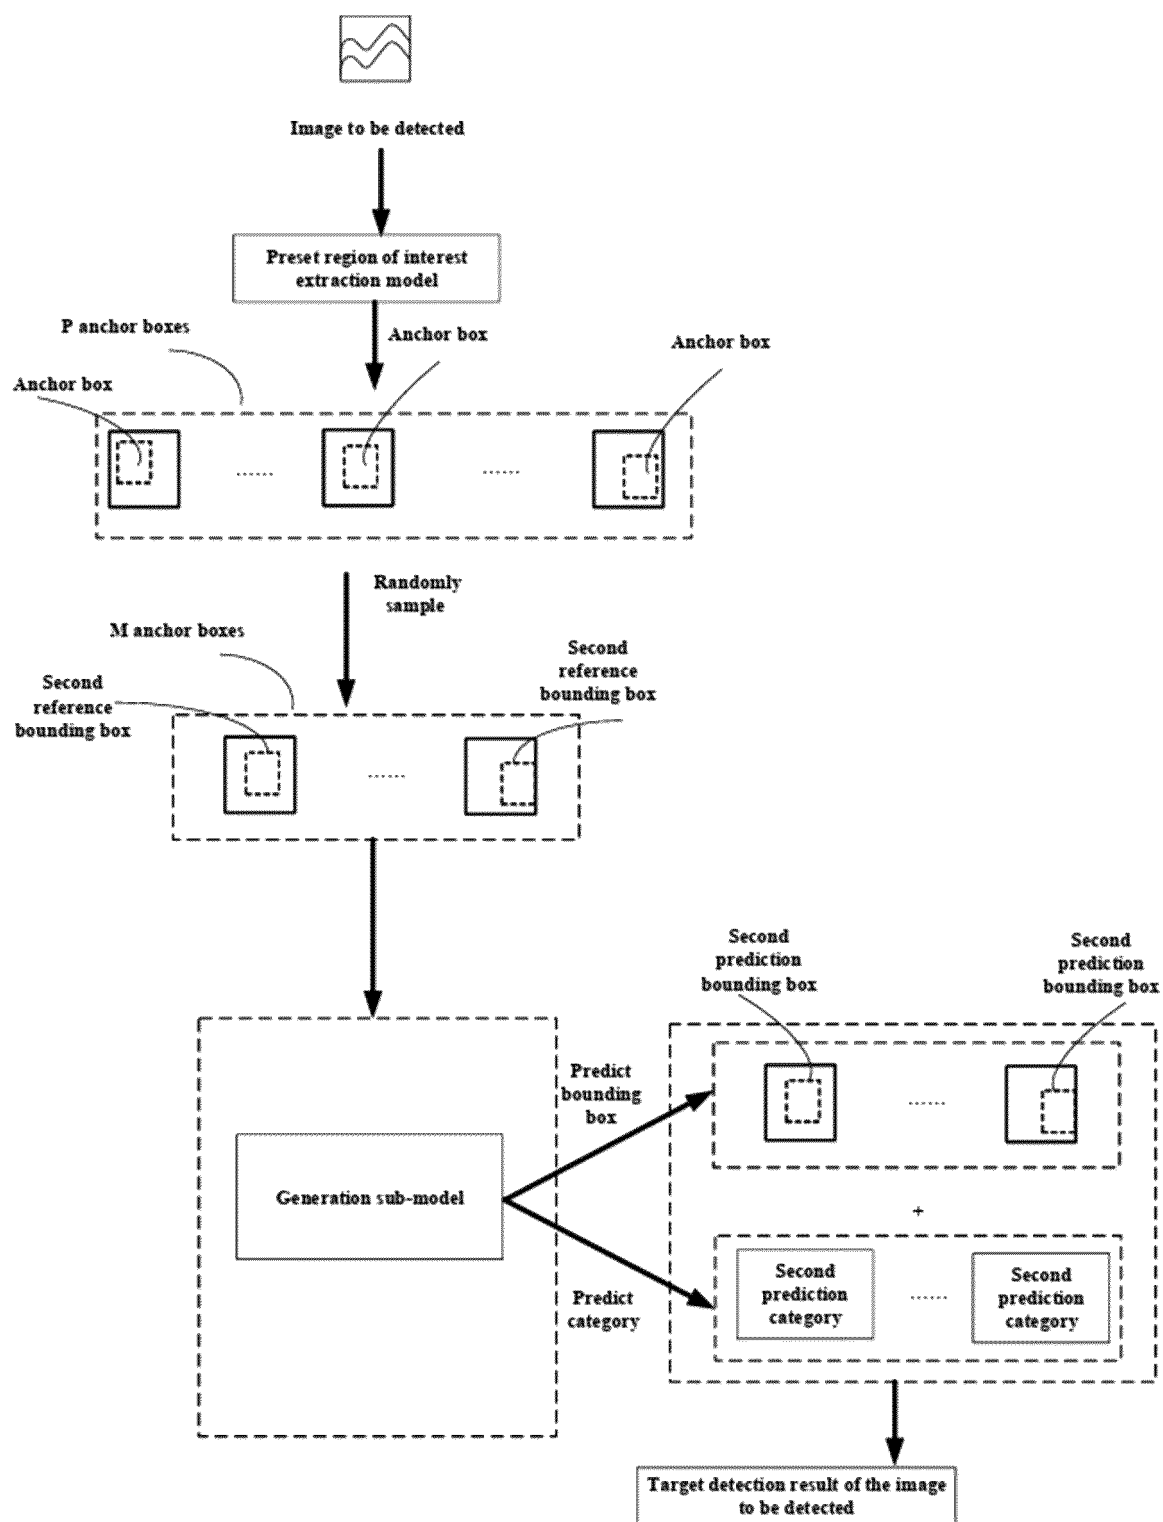 Image to be detected
Preset region of interest
extraction model
P anchor boxes
Anchor box
Anchor box
Anchor box
......
......
Randomly
sample
M anchor boxes
Second
reference
bounding box
Second
reference
bounding box
......
Second
prediction
bounding box
Second
prediction
bounding box
Predict
bounding
box
......
Generation sub-model
+
Predict
category
Second
prediction
category
......
Second
prediction
category
Target detection result of the image
to be detected